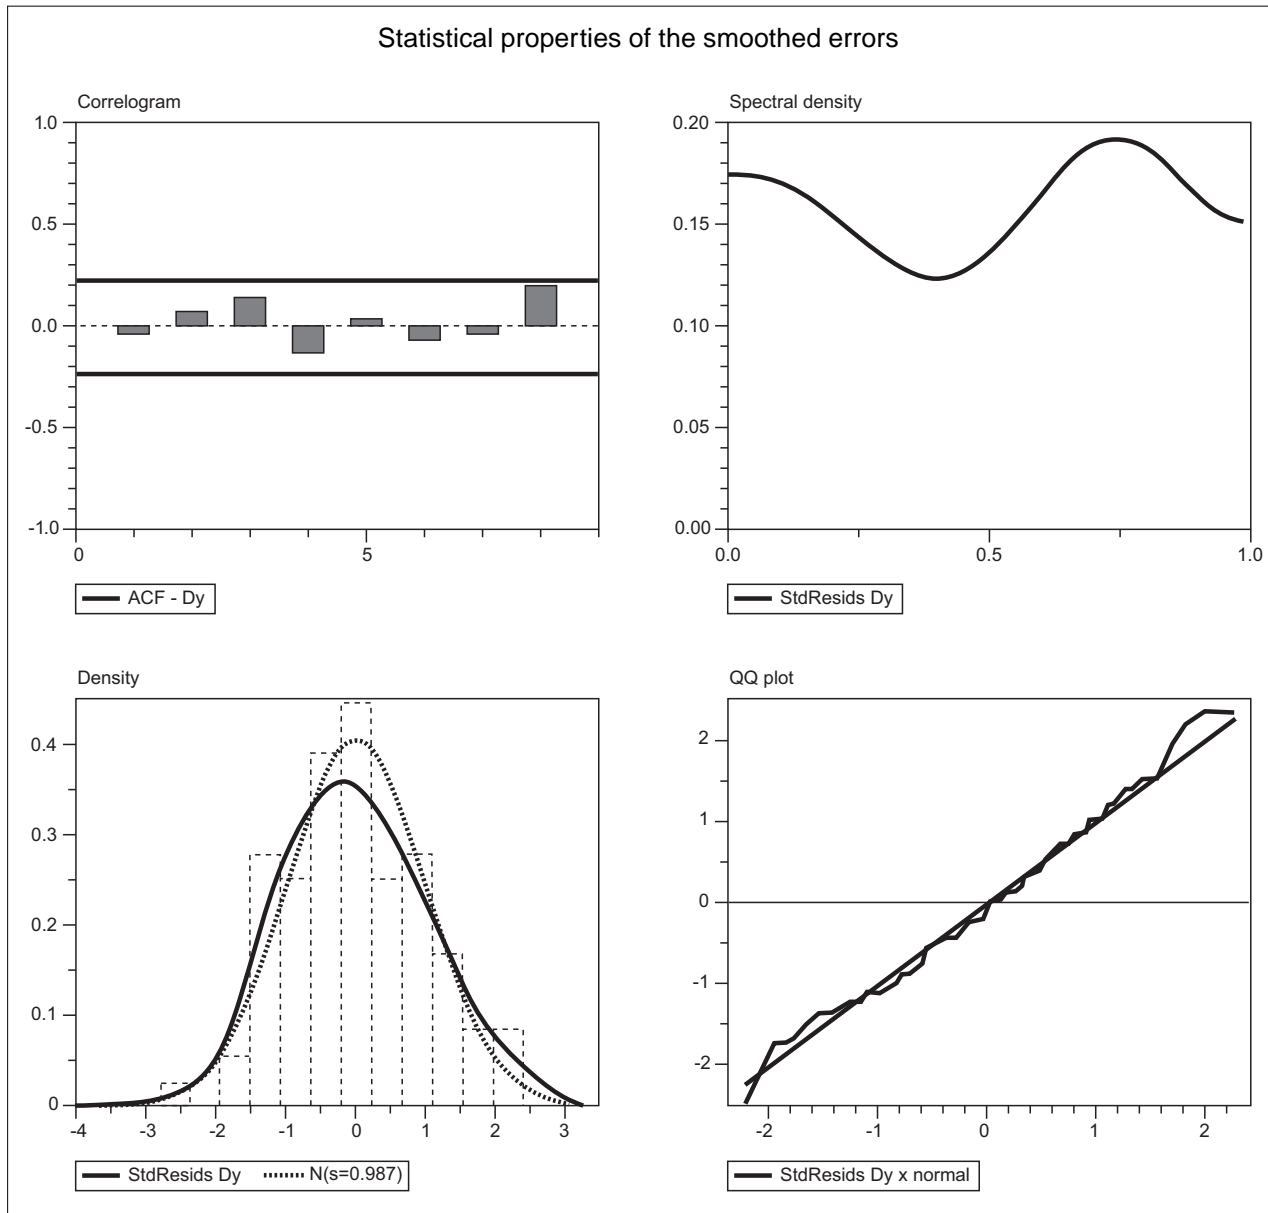 Statistical properties of the smoothed errors
Correlogram
1.0
0.5
0.0
-0.5
-1.0
0 5
ACF - Dy
Spectral density
0.20
0.15
0.10
0.05
0.00
0.0 0.5 1.0
StdResids Dy
Density
0.4
0.3
0.2
0.1
0
-4 -3 -2 -1 0 1 2 3
StdResids Dy N(s=0.987)
QQ plot
2
1
0
-1
-2
-2 -1 0 1 2
StdResids Dy x normal